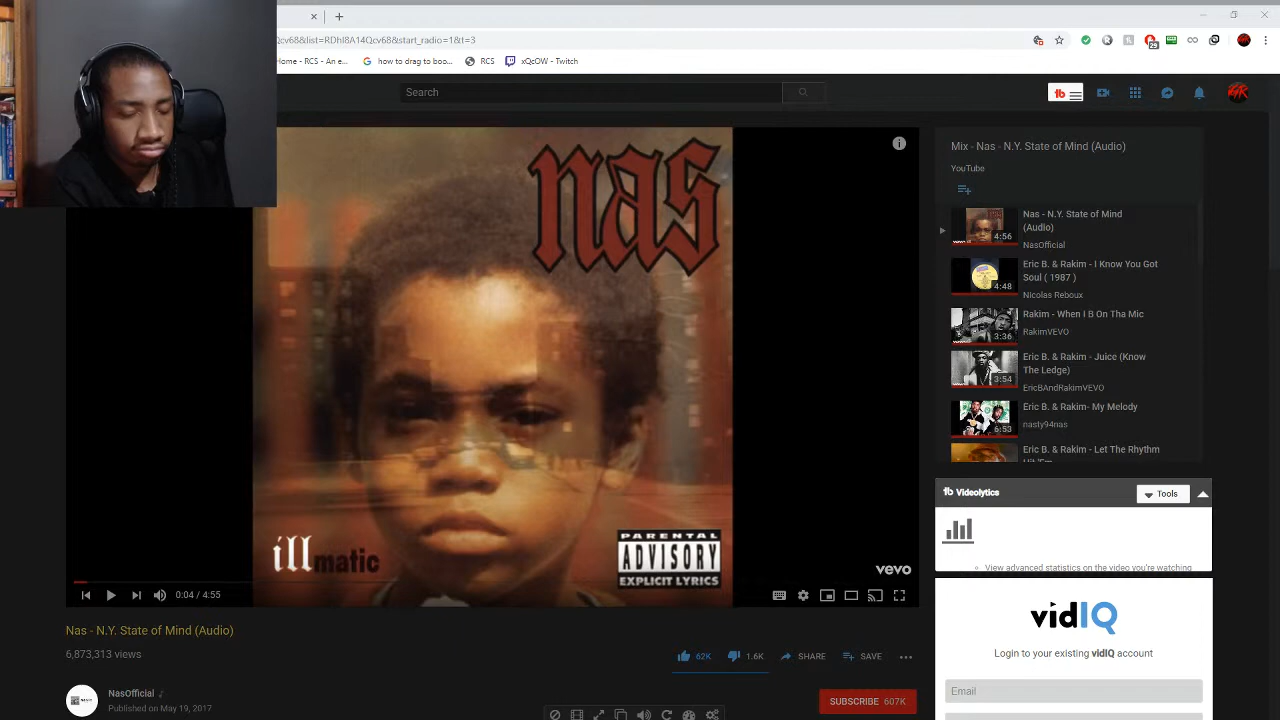 Qcv68&list=RDhI8A14Qcv68&start_radio=1&t=3
29
Home - RCS - An e...
how to drag to boo...
RCS
xQcOW - Twitch
Search
nas
illmatic
PARENTAL
ADVISORY
EXPLICIT LYRICS
vevo
0:04 / 4:55
Nas - N.Y. State of Mind (Audio)
6,873,313 views
62K
1.6K
SHARE
SAVE
NasOfficial
Published on May 19, 2017
SUBSCRIBE 607K
Mix - Nas - N.Y. State of Mind (Audio)
YouTube
Nas - N.Y. State of Mind
(Audio)
NasOfficial
4:56
Eric B. & Rakim - I Know You Got
Soul ( 1987 )
Nicolas Reboux
4:48
Rakim - When I B On Tha Mic
RakimVEVO
3:36
Eric B. & Rakim - Juice (Know
The Ledge)
EricBAndRakimVEVO
3:54
Eric B. & Rakim- My Melody
nasty94nas
6:53
Eric B. & Rakim - Let The Rhythm
Hit 'Em
Videolytics
Tools
View advanced statistics on the video you're watching
vidIQ
Login to your existing vidIQ account
Email